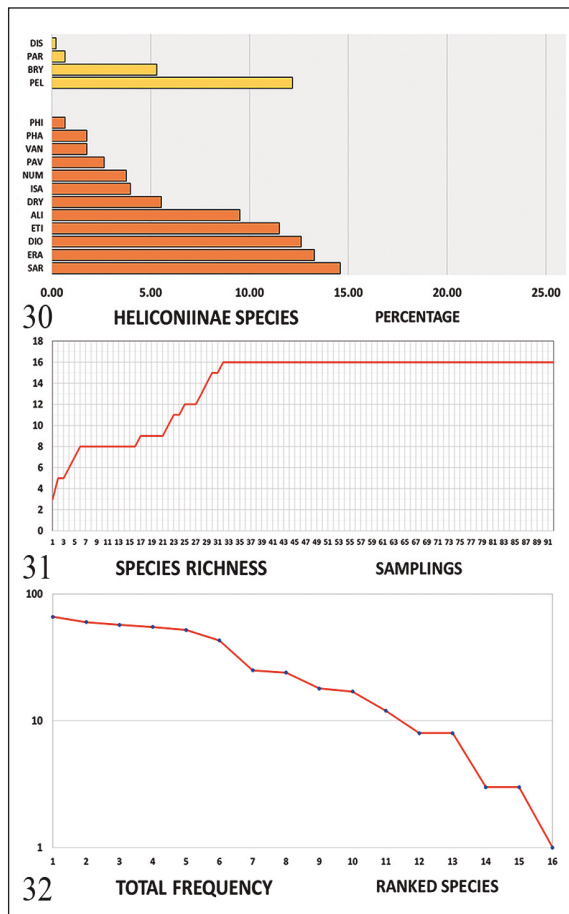 DIS
PAR
BRY
PEL
PHI
PHA
VAN
PAV
NUM
ISA
DRY
ALI
ETI
DIO
ERA
SAR
0.00 5.00 10.00 15.00 20.00 25.00
30 HELICONIINAE SPECIES PERCENTAGE
18
16
14
12
10
8
6
4
2
0
1 3 5 7 9 11 13 15 17 19 21 23 25 27 29 31 33 35 37 39 41 43 45 47 49 51 53 55 57 59 61 63 65 67 69 71 73 75 77 79 81 83 85 87 89 91
31 SPECIES RICHNESS SAMPLINGS
100
10
1
1 2 3 4 5 6 7 8 9 10 11 12 13 14 15 16
32 TOTAL FREQUENCY RANKED SPECIES